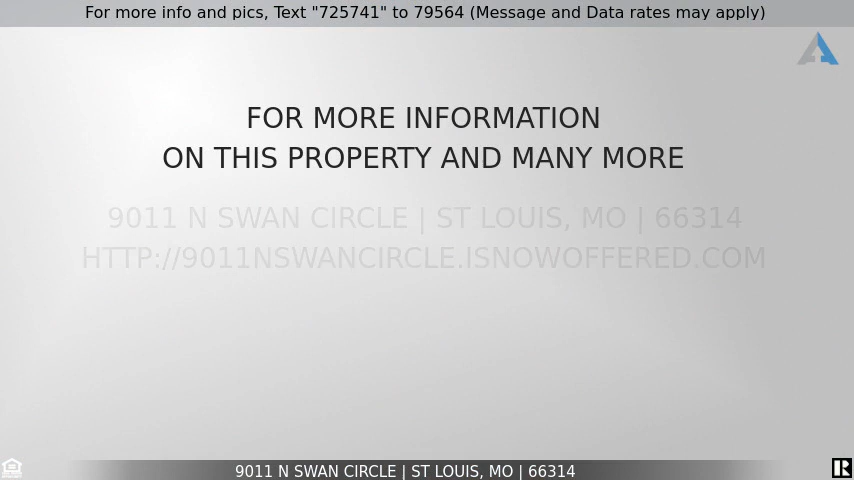 For more info and pics, Text "725741" to 79564 (Message and Data rates may apply)
FOR MORE INFORMATION
ON THIS PROPERTY AND MANY MORE
9011 N SWAN CIRCLE | ST LOUIS, MO | 66314
HTTP://9011NSWANCIRCLE.ISNOWOFFERED.COM
9011 N SWAN CIRCLE | ST LOUIS, MO | 66314